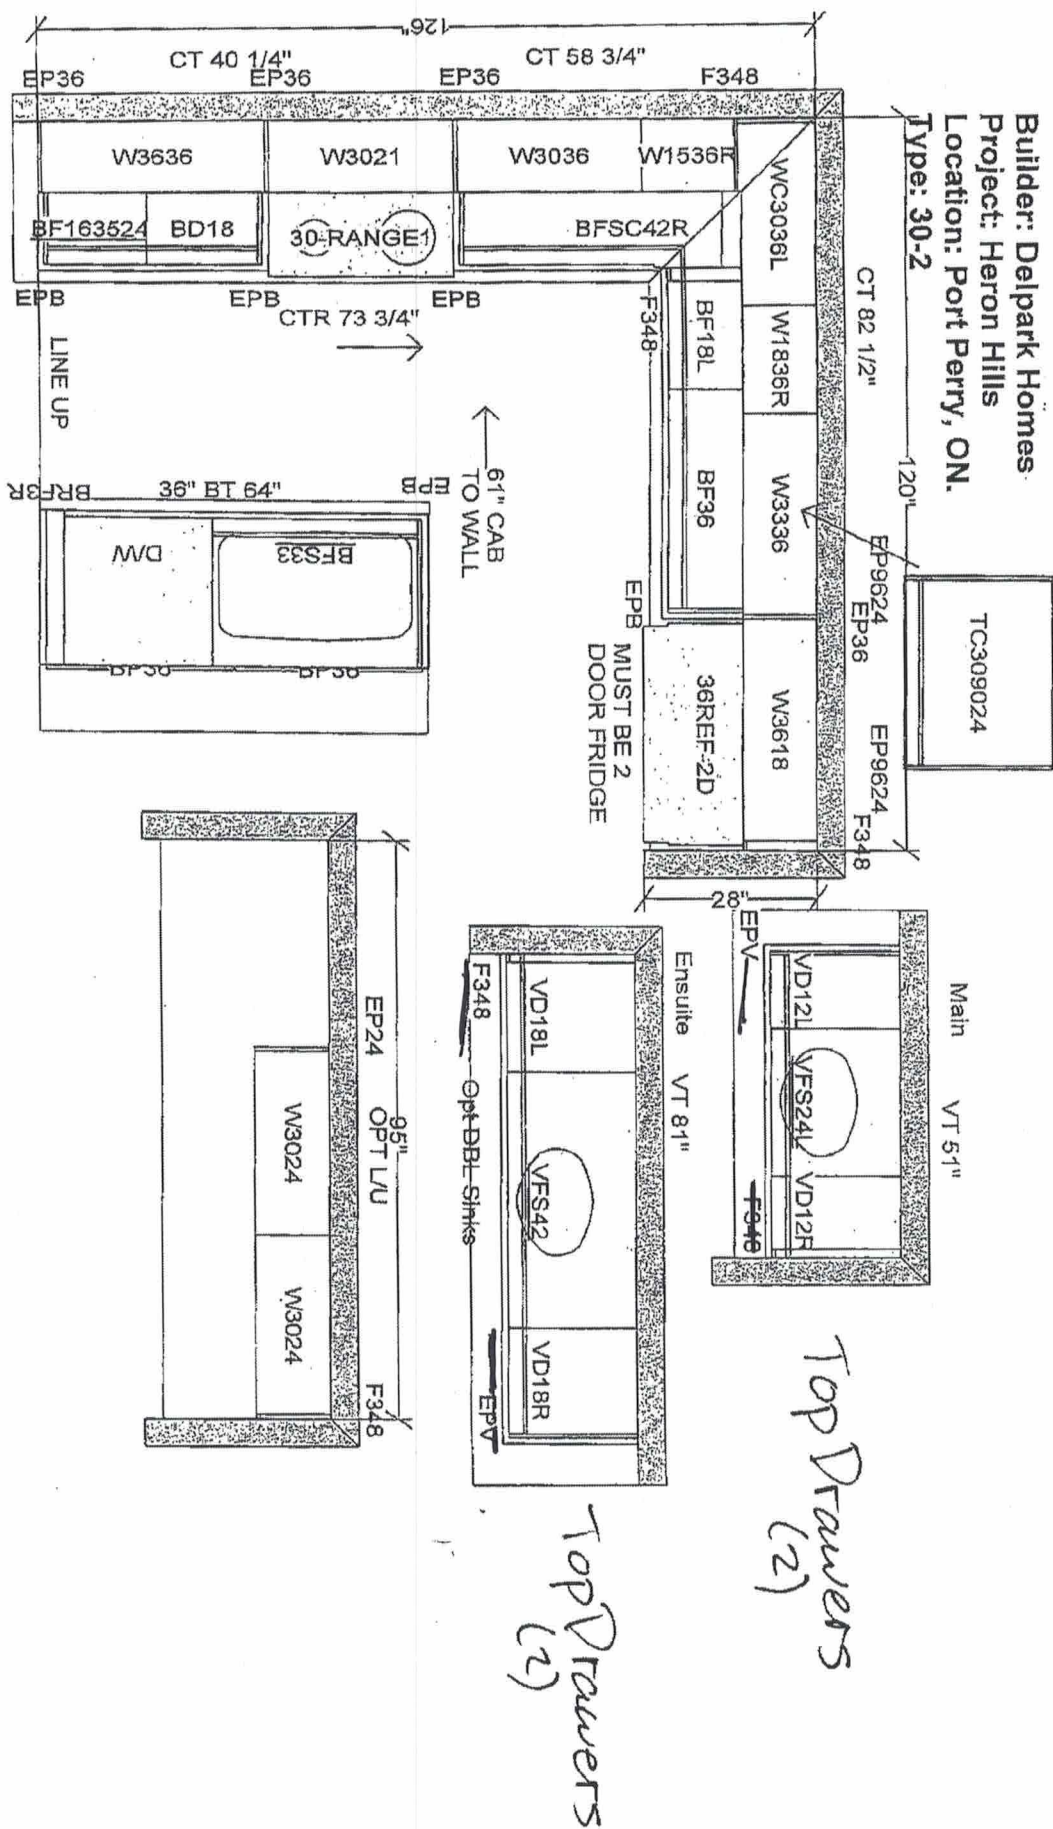 Builder: Delpark Homes
Project: Heron Hills
Location: Port Perry, ON.
Type: 30-2
126"
CT 40 1/4"
CT 58 3/4"
EP36
EP36
EP36
F348
W3636
W3021
W3036
W1536R
WC3036L
BF163524
BD18
30-RANGE1
BFSC42R
EPB
EPB
EPB
F348
CTR 73 3/4"
LINE UP
CT 82 1/2"
120"
W1836R
W3336
W3618
BF18L
BF36
36REF-2D
EP9624
EP36
EP9624
F348
TC309024
EPB
MUST BE 2
DOOR FRIDGE
28"
61" CAB
TO WALL
BRF3R
36" BT 64"
EPB
D/W
BFS33
BP36
BP36
Main
VT 51"
EPV
VD12L
VFS24L
VD12R
F348
Top Drawers
(2)
Ensuite
VT 81"
F348
VD18L
VFS42
VD18R
EPV
Opt DBL Sinks
Top Drawers
(2)
95"
EP24
OPT L/U
F348
W3024
W3024